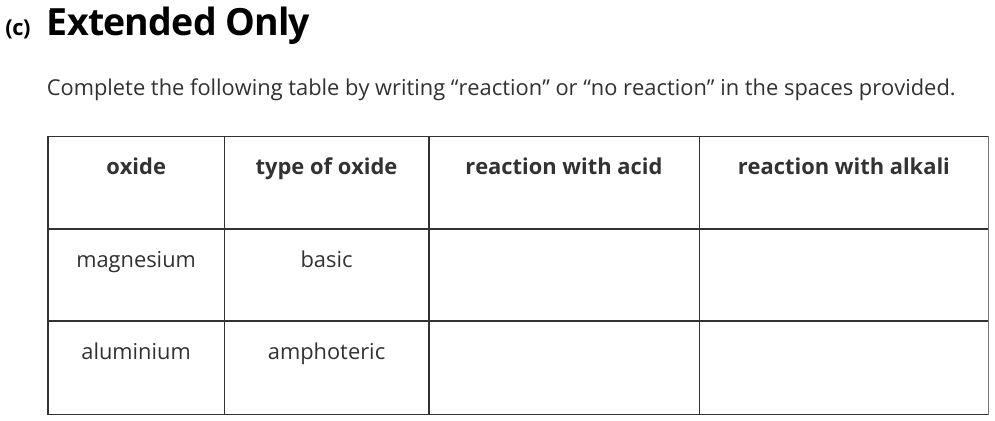 (c) Extended Only
Complete the following table by writing “reaction” or “no reaction” in the spaces provided.
oxide type of oxide reaction with acid reaction with alkali
magnesium basic
aluminium amphoteric